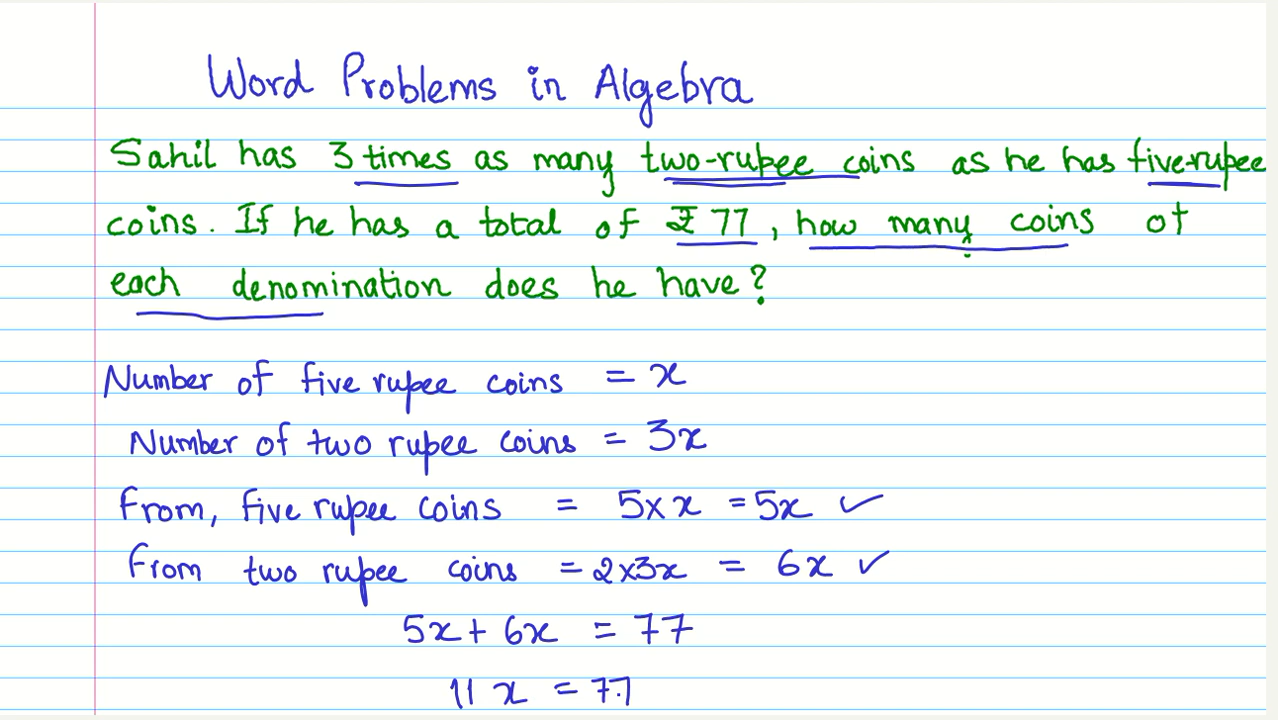 Word Problems in Algebra
Sahil has 3 times as many two-rupee coins as he has five-rupee
coins. If he has a total of ₹ 77, how many coins of
each denomination does he have?
Number of five rupee coins = x
Number of two rupee coins = 3x
From, five rupee coins = 5×x = 5x ✓
From two rupee coins = 2×3x = 6x ✓
5x + 6x = 77
11 x = 77